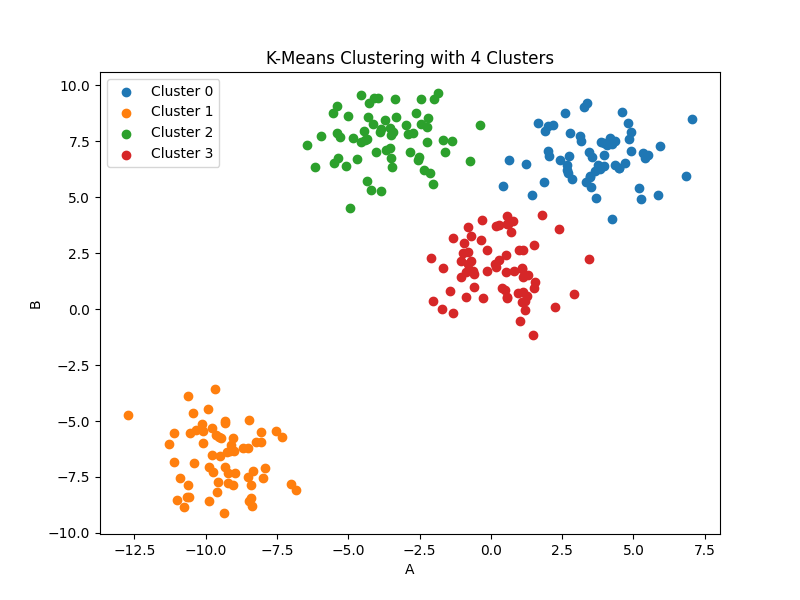 K-Means Clustering with 4 Clusters
Cluster 0
Cluster 1
Cluster 2
Cluster 3
10.0
7.5
5.0
2.5
0.0
−2.5
−5.0
−7.5
−10.0
B
−12.5 −10.0 −7.5 −5.0 −2.5 0.0 2.5 5.0 7.5
A